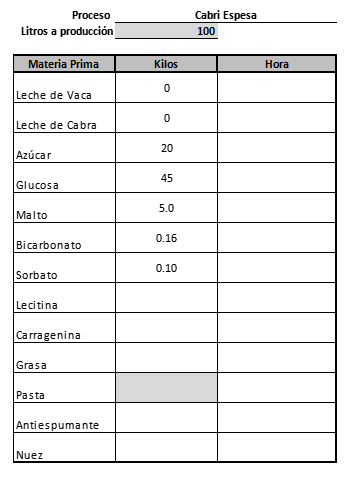 Proceso Cabri Espesa
Litros a producción 100
Materia Prima Kilos Hora
Leche de Vaca 0
Leche de Cabra 0
Azúcar 20
Glucosa 45
Malto 5.0
Bicarbonato 0.16
Sorbato 0.10
Lecitina
Carragenina
Grasa
Pasta
Antiespumante
Nuez